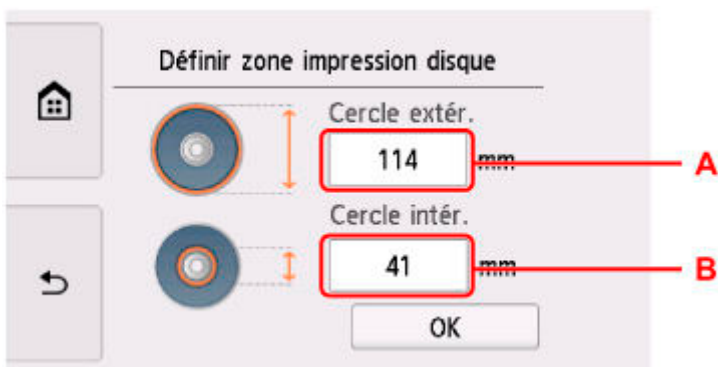 Définir zone impression disque
Cercle extér.
114 mm A
Cercle intér.
41 mm B
OK